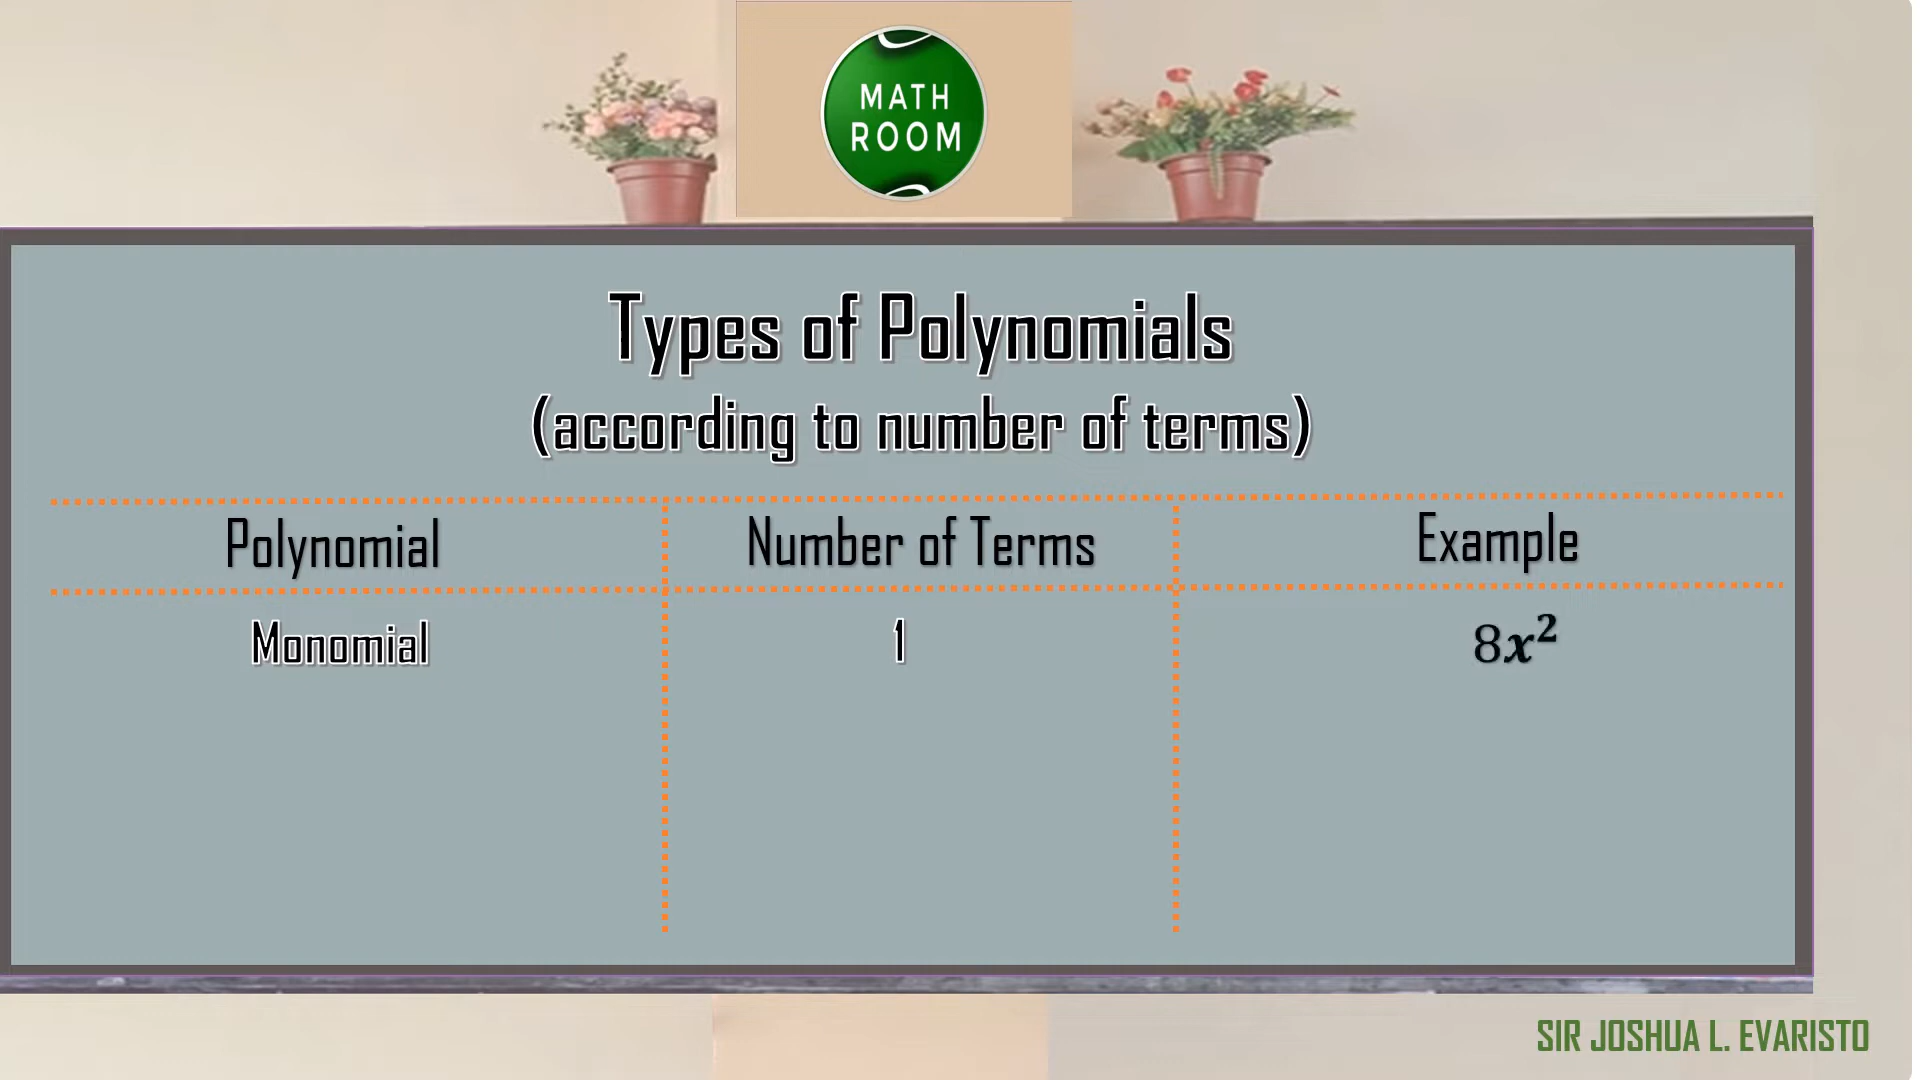 MATH
ROOM
Types of Polynomials
(according to number of terms)
Polynomial Number of Terms Example
Monomial 1 8x²
SIR JOSHUA L. EVARISTO